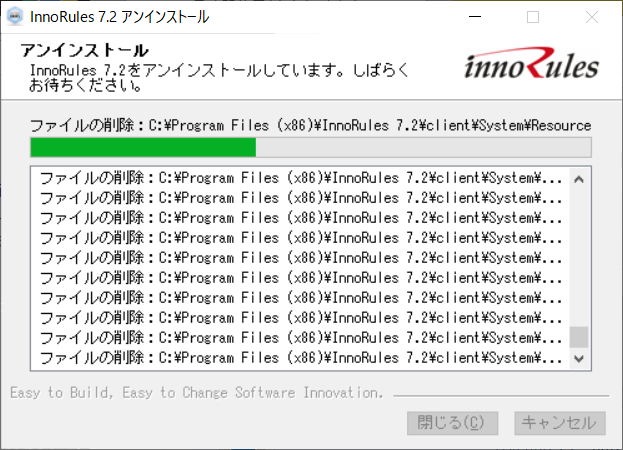 InnoRules 7.2 アンインストール
アンインストール
InnoRules 7.2をアンインストールしています。しばらく
お待ちください。
innoRules
ファイルの削除：C:¥Program Files (x86)¥InnoRules 7.2¥client¥System¥Resource
ファイルの削除：C:¥Program Files (x86)¥InnoRules 7.2¥client¥System¥...
ファイルの削除：C:¥Program Files (x86)¥InnoRules 7.2¥client¥System¥...
ファイルの削除：C:¥Program Files (x86)¥InnoRules 7.2¥client¥System¥...
ファイルの削除：C:¥Program Files (x86)¥InnoRules 7.2¥client¥System¥...
ファイルの削除：C:¥Program Files (x86)¥InnoRules 7.2¥client¥System¥...
ファイルの削除：C:¥Program Files (x86)¥InnoRules 7.2¥client¥System¥...
ファイルの削除：C:¥Program Files (x86)¥InnoRules 7.2¥client¥System¥...
ファイルの削除：C:¥Program Files (x86)¥InnoRules 7.2¥client¥System¥...
ファイルの削除：C:¥Program Files (x86)¥InnoRules 7.2¥client¥System¥...
ファイルの削除：C:¥Program Files (x86)¥InnoRules 7.2¥client¥System¥...
Easy to Build, Easy to Change Software Innovation.
閉じる(C)
キャンセル